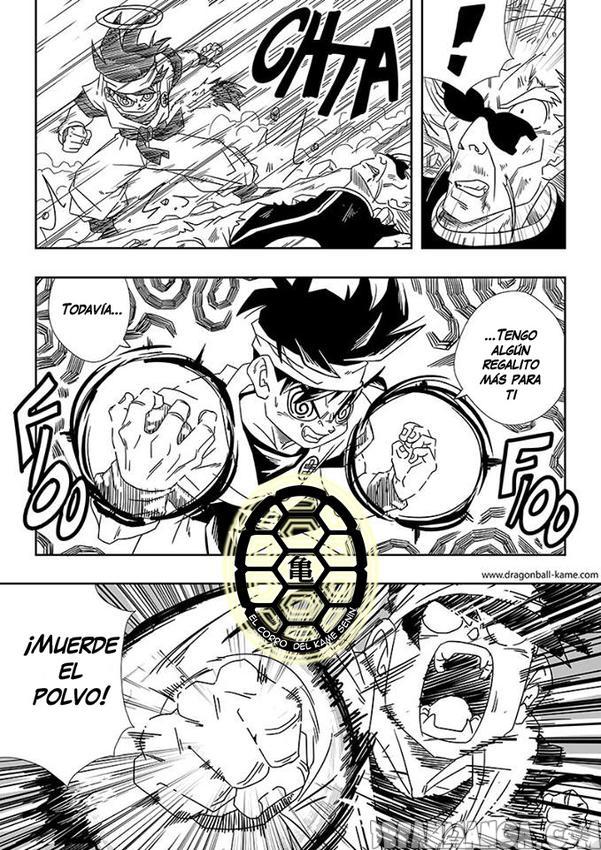 CHTA
!
TODAVÍA...
...TENGO
ALGÚN
REGALITO
MÁS PARA
TI
FIOO
FIOO
www.dragonball-kame.com
亀
EL CORRO DEL KAME SENIN
¡MUERDE
EL
POLVO!